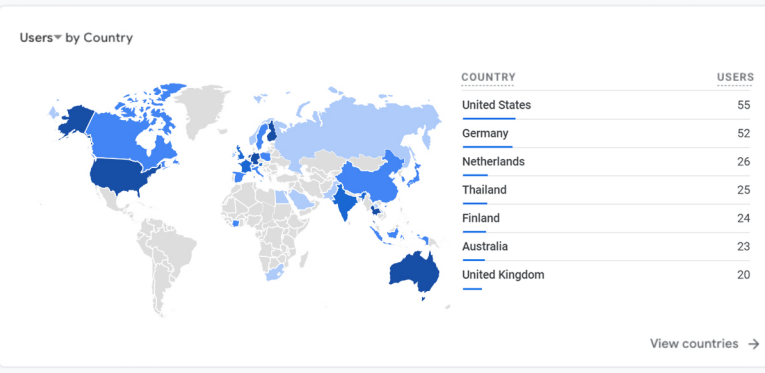 Users by Country
COUNTRY USERS
United States 55
Germany 52
Netherlands 26
Thailand 25
Finland 24
Australia 23
United Kingdom 20
View countries →